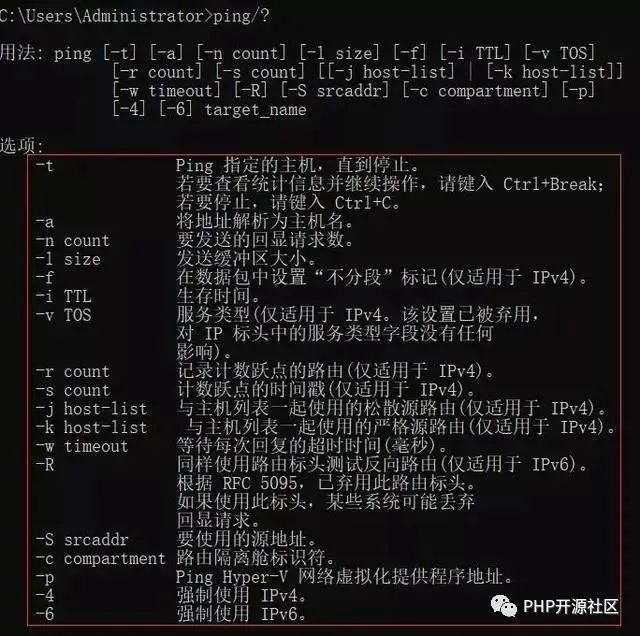 C:\Users\Administrator>ping/?
用法: ping [-t] [-a] [-n count] [-l size] [-f] [-i TTL] [-v TOS]
[-r count] [-s count] [[-j host-list] | [-k host-list]]
[-w timeout] [-R] [-S srcaddr] [-c compartment] [-p]
[-4] [-6] target_name
选项:
-t Ping 指定的主机，直到停止。
若要查看统计信息并继续操作，请键入 Ctrl+Break；
若要停止，请键入 Ctrl+C。
-a 将地址解析为主机名。
-n count 要发送的回显请求数。
-l size 发送缓冲区大小。
-f 在数据包中设置“不分段”标记(仅适用于 IPv4)。
-i TTL 生存时间。
-v TOS 服务类型(仅适用于 IPv4。该设置已被弃用，
对 IP 标头中的服务类型字段没有任何
影响)。
-r count 记录计数跃点的路由(仅适用于 IPv4)。
-s count 计数跃点的时间戳(仅适用于 IPv4)。
-j host-list 与主机列表一起使用的松散源路由(仅适用于 IPv4)。
-k host-list 与主机列表一起使用的严格源路由(仅适用于 IPv4)。
-w timeout 等待每次回复的超时时间(毫秒)。
-R 同样使用路由标头测试反向路由(仅适用于 IPv6)。
根据 RFC 5095，已弃用此路由标头。
如果使用此标头，某些系统可能丢弃
回显请求。
-S srcaddr 要使用的源地址。
-c compartment 路由隔离舱标识符。
-p Ping Hyper-V 网络虚拟化提供程序地址。
-4 强制使用 IPv4。
-6 强制使用 IPv6。
PHP开源社区